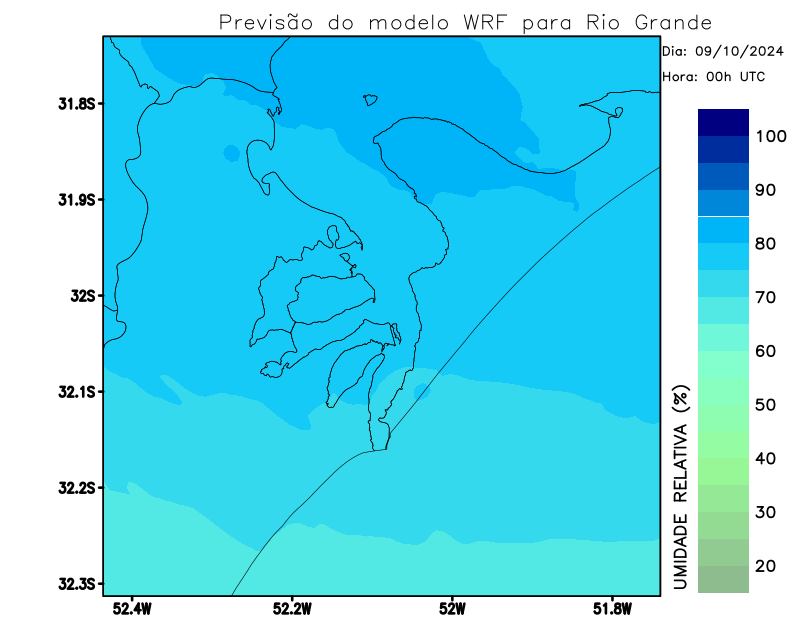 Previsão do modelo WRF para Rio Grande
Dia: 09/10/2024
Hora: 00h UTC
31.8S
31.9S
32S
32.1S
32.2S
32.3S
52.4W
52.2W
52W
51.8W
100
90
80
70
60
50
40
30
20
UMIDADE RELATIVA (%)